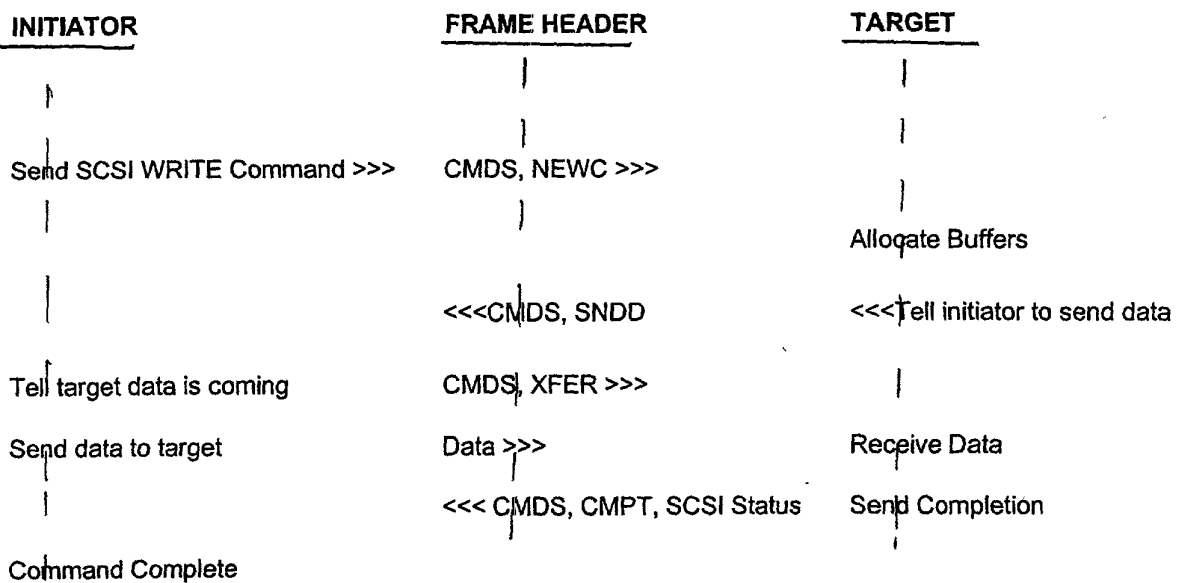 INITIATOR FRAME HEADER TARGET
Send SCSI WRITE Command >>> CMDS, NEWC >>>
Allocate Buffers
<<<CMDS, SNDD <<<Tell initiator to send data
Tell target data is coming CMDS, XFER >>>
Send data to target Data >>> Receive Data
<<< CMDS, CMPT, SCSI Status Send Completion
Command Complete